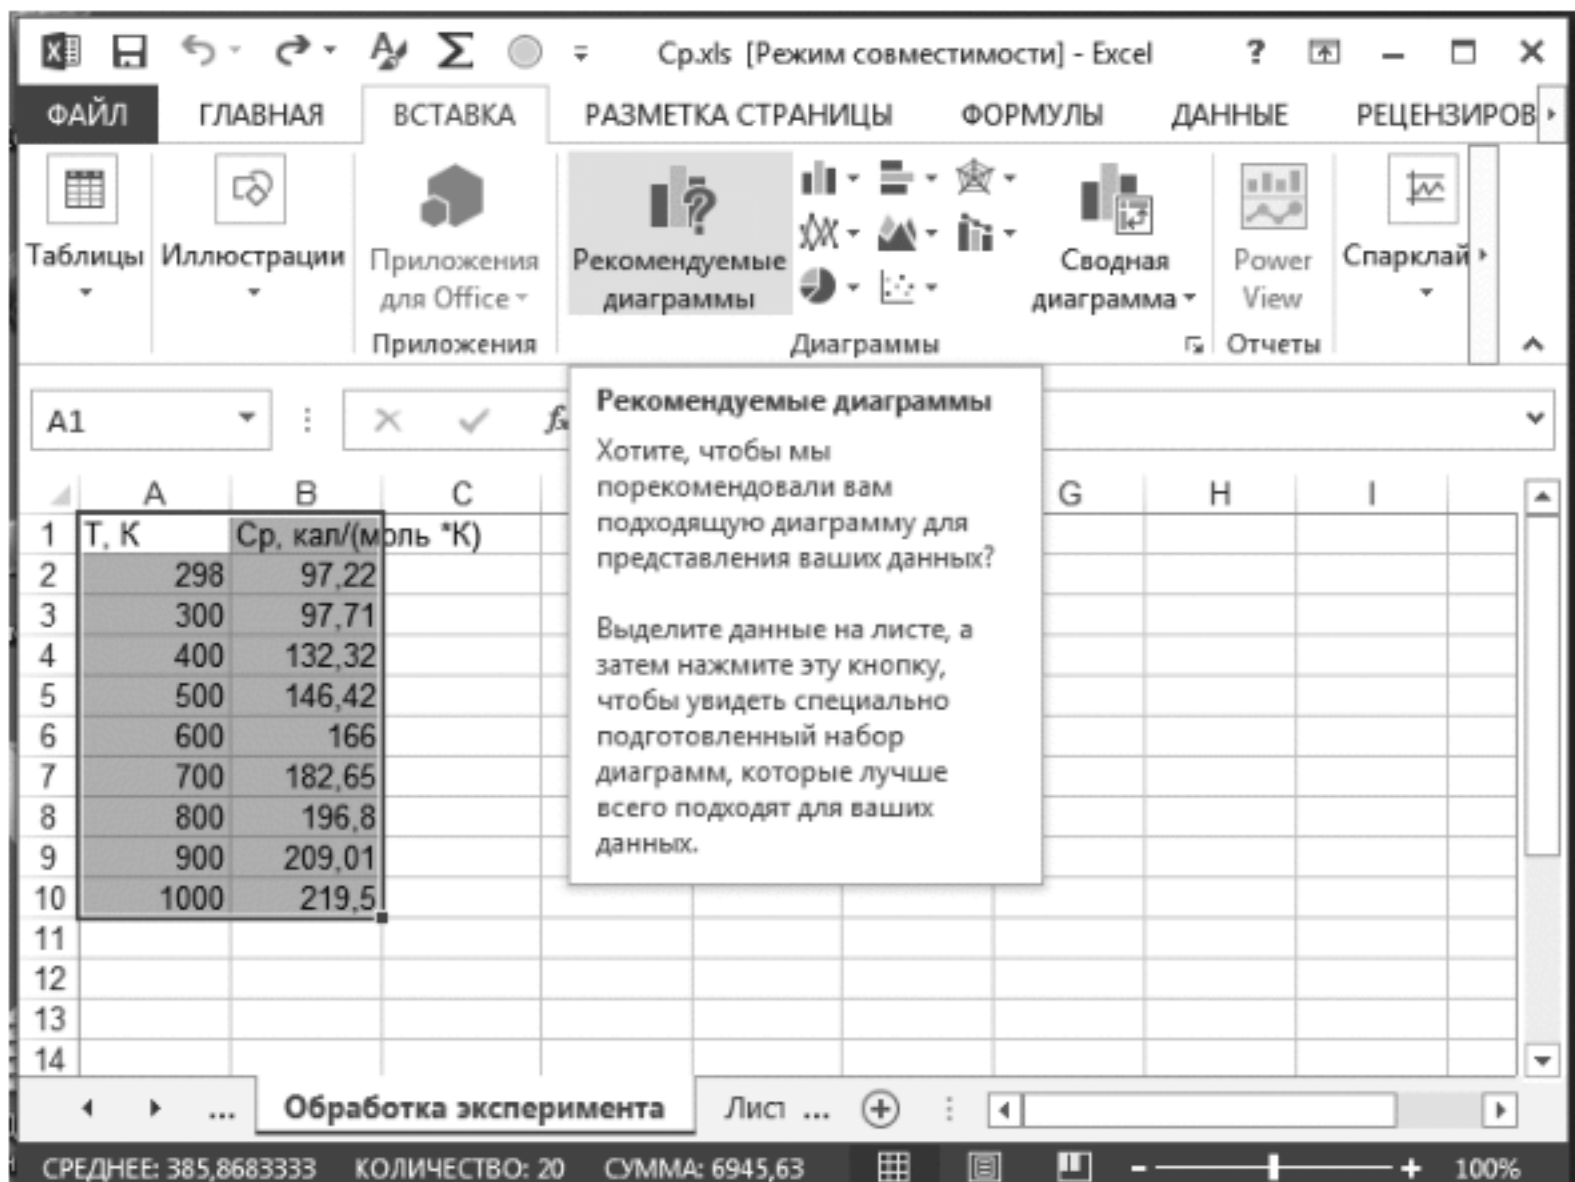 Cp.xls [Режим совместимости] - Excel ?
ФАЙЛ ГЛАВНАЯ ВСТАВКА РАЗМЕТКА СТРАНИЦЫ ФОРМУЛЫ ДАННЫЕ РЕЦЕНЗИРОВ
Таблицы Иллюстрации Приложения для Office Рекомендуемые диаграммы Сводная диаграмма Power View Спарклай
Приложения Диаграммы Отчеты
A1 fx
Рекомендуемые диаграммы
Хотите, чтобы мы
порекомендовали вам
подходящую диаграмму для
представления ваших данных?
Выделите данные на листе, а
затем нажмите эту кнопку,
чтобы увидеть специально
подготовленный набор
диаграмм, которые лучше
всего подходят для ваших
данных.
A B C G H I
1 T, K Cp, кал/(моль *K)
2 298 97,22
3 300 97,71
4 400 132,32
5 500 146,42
6 600 166
7 700 182,65
8 800 196,8
9 900 209,01
10 1000 219,5
11
12
13
14
... Обработка эксперимента Лист ...
СРЕДНЕЕ: 385,8683333 КОЛИЧЕСТВО: 20 СУММА: 6945,63 100%